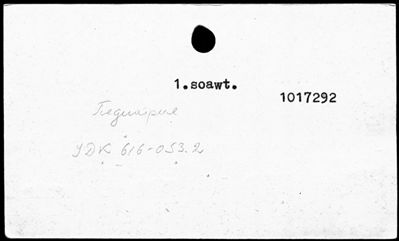 1.soawt.
1017292
Педиатрия
УДК 616-053.2